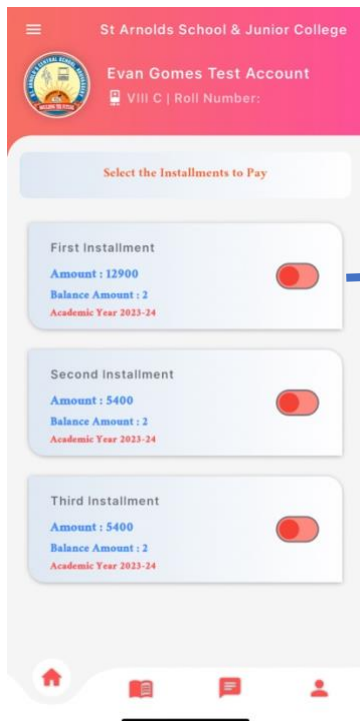 St Arnolds School & Junior College
Evan Gomes Test Account
VIII C | Roll Number:
Select the Installments to Pay
First Installment
Amount : 12900
Balance Amount : 2
Academic Year 2023-24
Second Installment
Amount : 5400
Balance Amount : 2
Academic Year 2023-24
Third Installment
Amount : 5400
Balance Amount : 2
Academic Year 2023-24